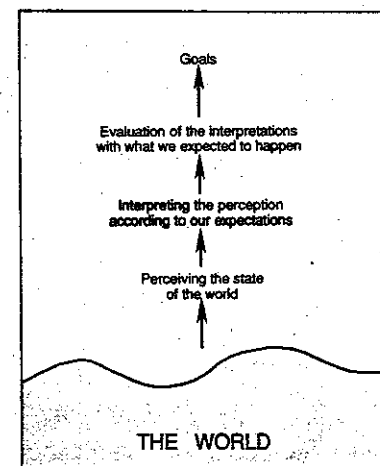 Goals
Evaluation of the interpretations
with what we expected to happen
Interpreting the perception
according to our expectations
Perceiving the state
of the world
THE WORLD